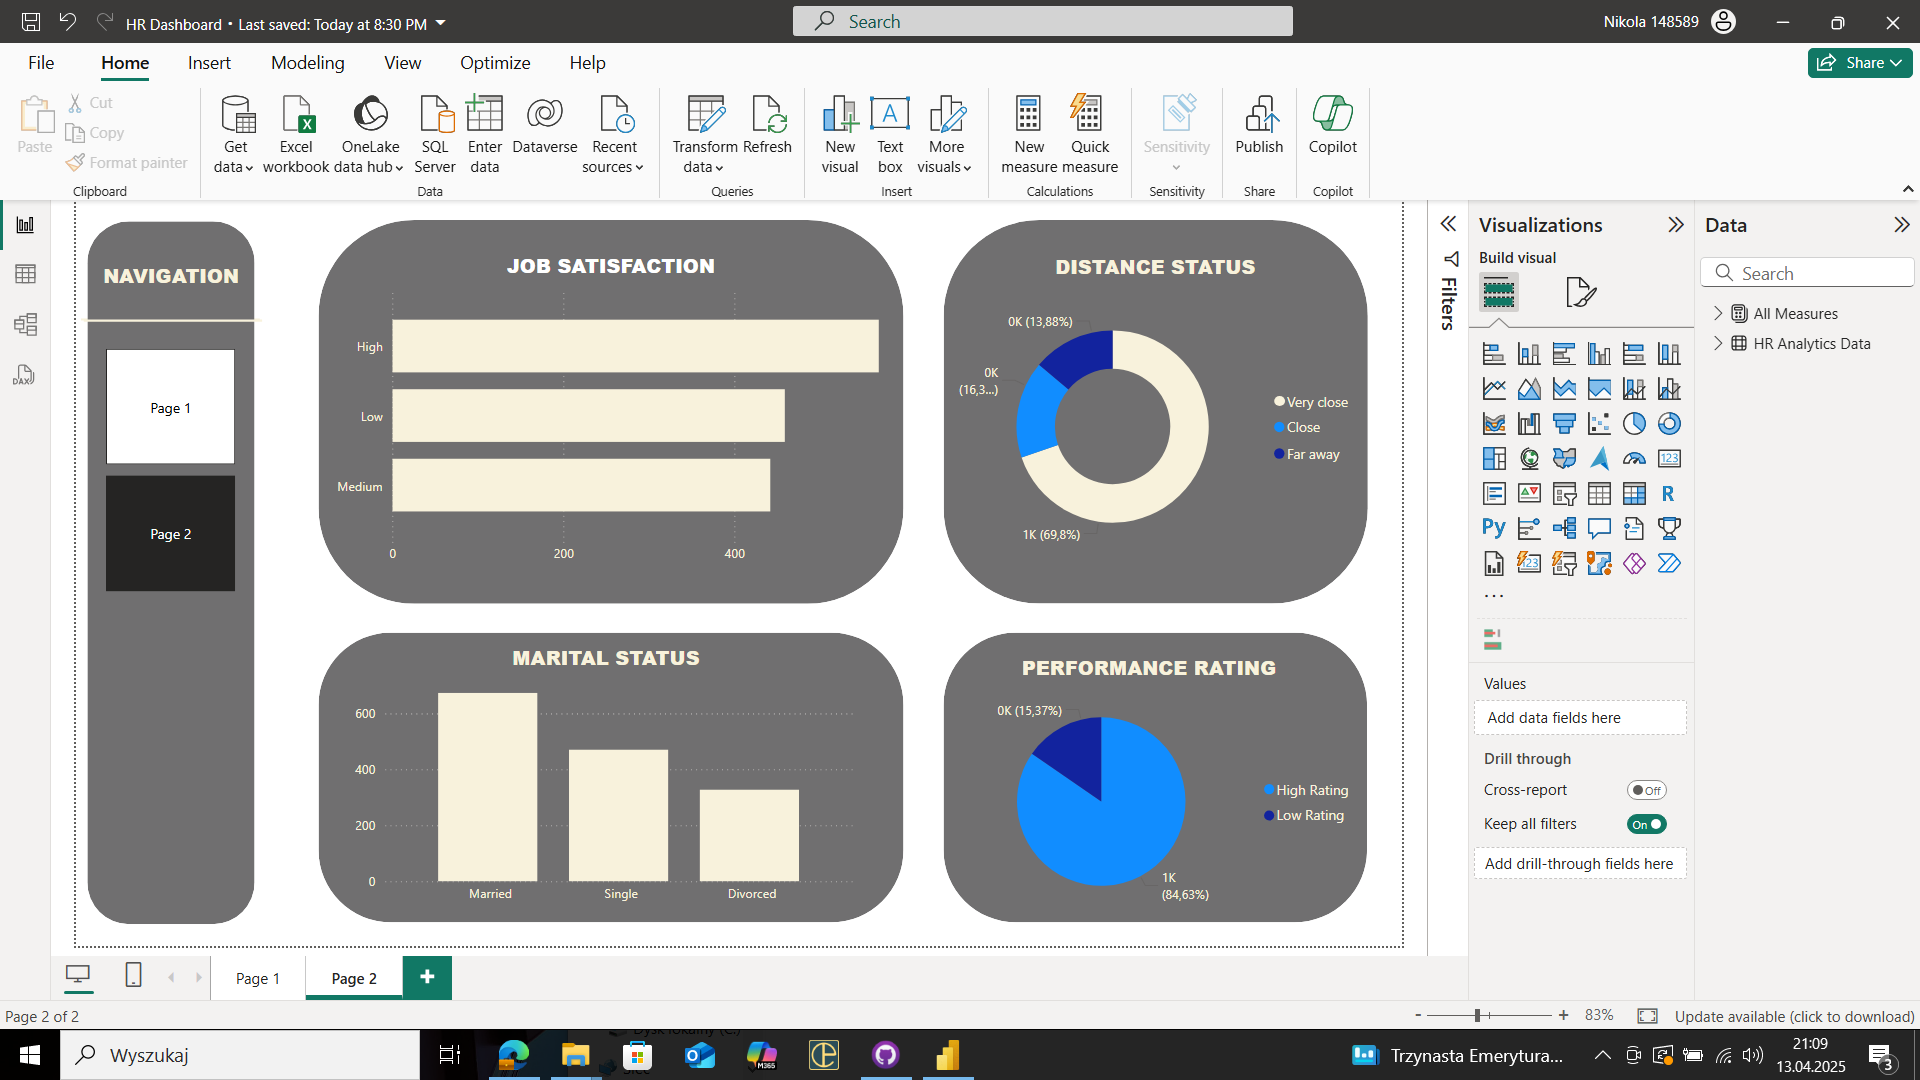 HR Dashboard • Last saved: Today at 8:30 PM
Search
Nikola 148589
File
Home
Insert
Modeling
View
Optimize
Help
Share
Paste
Cut
Copy
Format painter
Clipboard
Get
data
Excel
workbook
OneLake
data hub
SQL
Server
Enter
data
Dataverse
Recent
sources
Data
Transform
data
Refresh
Queries
New
visual
Text
box
More
visuals
Insert
New
measure
Quick
measure
Calculations
Sensitivity
Sensitivity
Publish
Share
Copilot
Copilot
NAVIGATION
Page 1
Page 2
JOB SATISFACTION
High
Low
Medium
0
200
400
DISTANCE STATUS
0K (13,88%)
0K
(16,3...)
1K (69,8%)
Very close
Close
Far away
MARITAL STATUS
600
400
200
0
Married
Single
Divorced
PERFORMANCE RATING
0K (15,37%)
1K
(84,63%)
High Rating
Low Rating
Filters
Visualizations
Build visual
123
R
Py
123
...
Values
Add data fields here
Drill through
Cross-report
Off
Keep all filters
On
Add drill-through fields here
Data
Search
All Measures
HR Analytics Data
DAX
Page 1
Page 2
+
Page 2 of 2
- + 83%
Update available (click to download)
Wyszukaj
M365
Trzynasta Emerytura...
21:09
13.04.2025
3